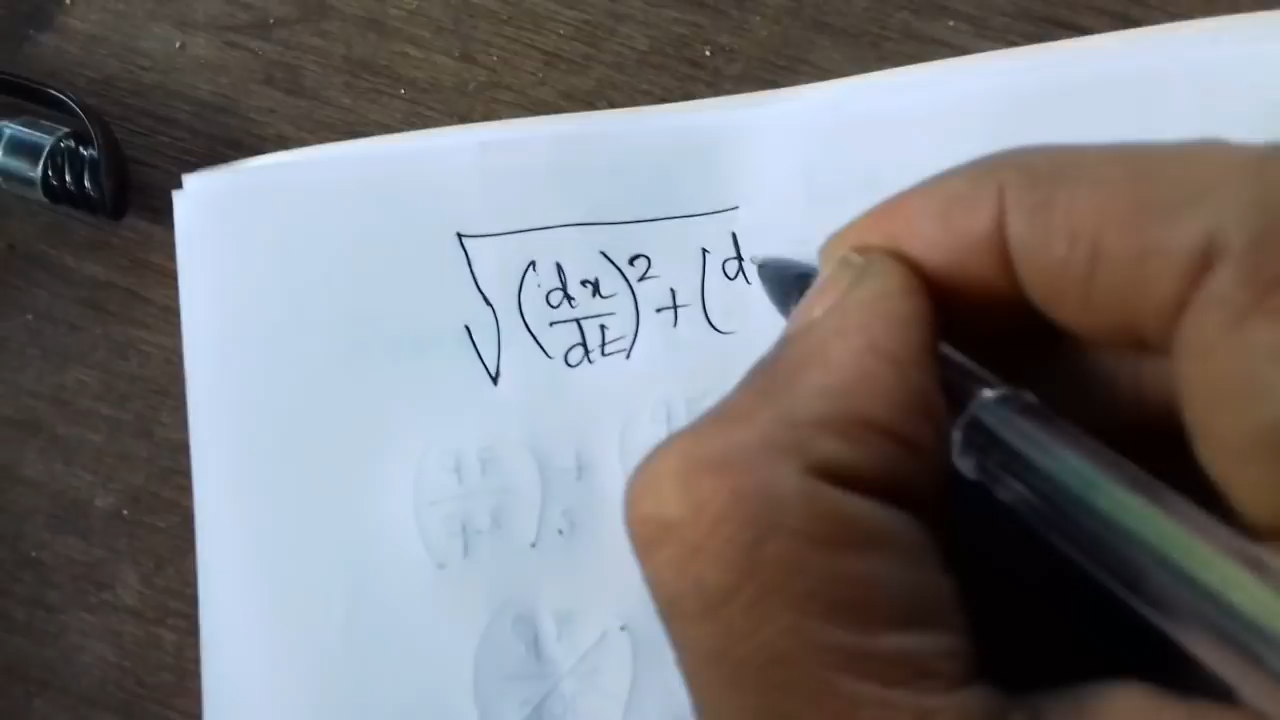 √(dx/dt)² + (d